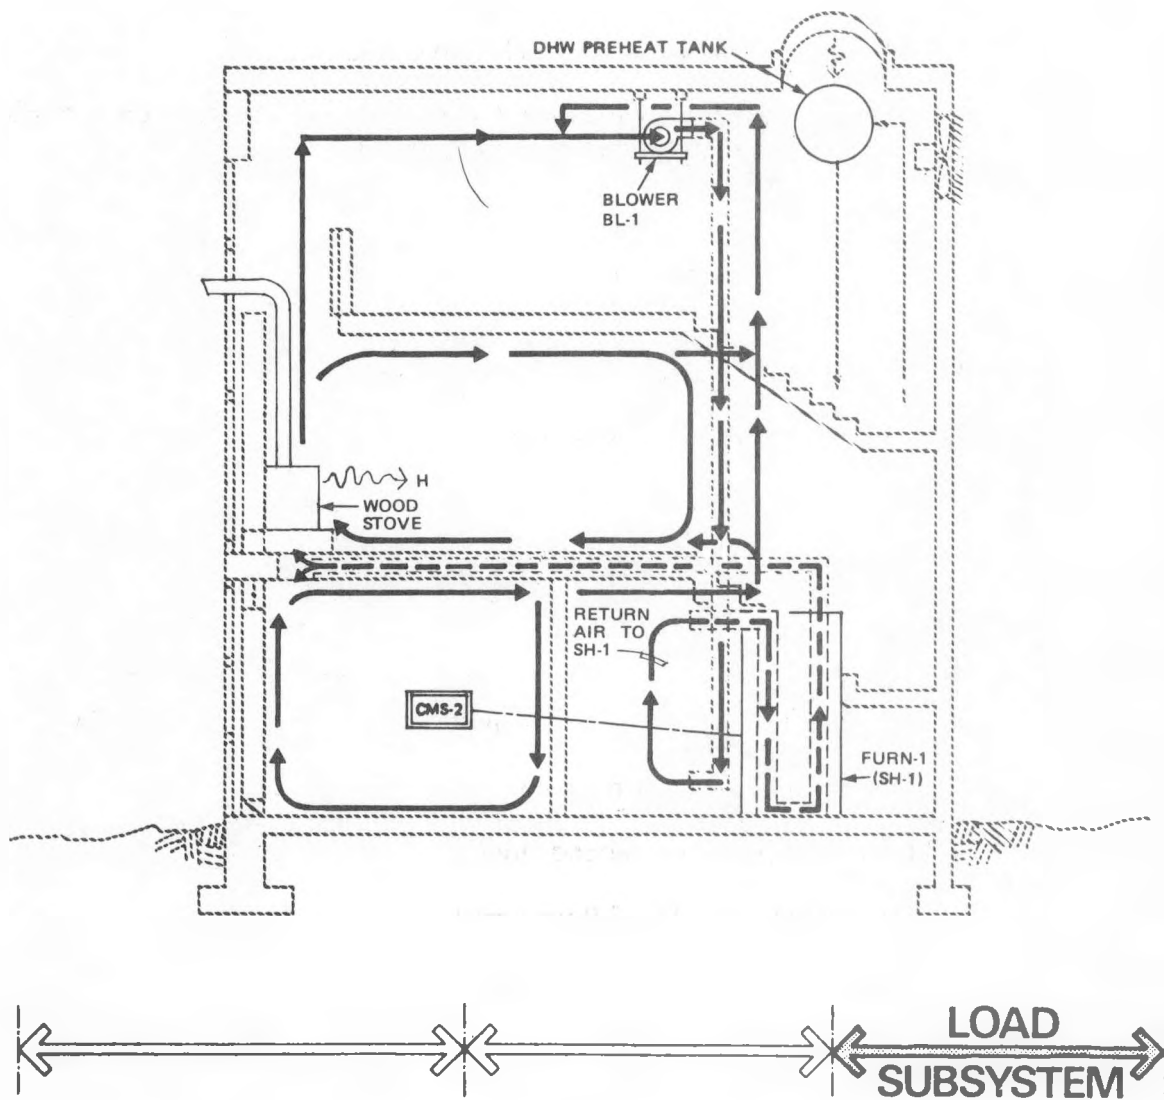 DHW PREHEAT TANK
BLOWER
BL-1
H
WOOD
STOVE
RETURN
AIR TO
SH-1
CMS-2
FURN-1
(SH-1)
LOAD
SUBSYSTEM